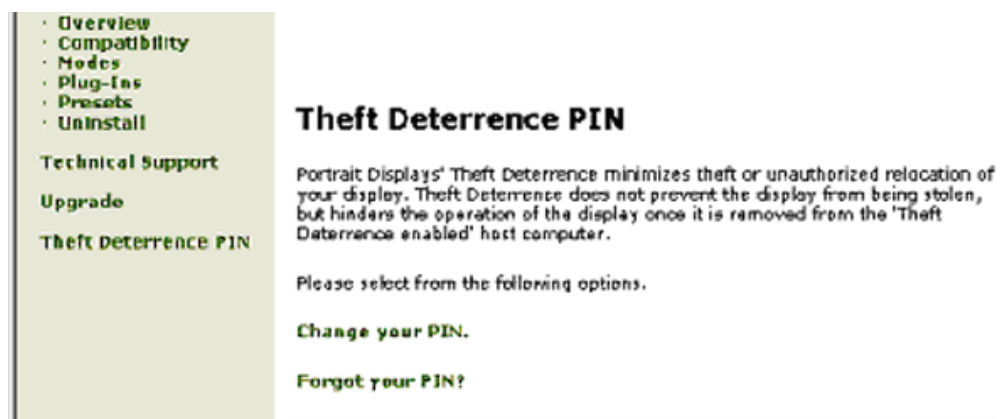 · Overview
· Compatibility
· Modes
· Plug-Ins
· Presets
· Uninstall
Technical Support
Upgrade
Theft Deterrence PIN
Theft Deterrence PIN
Portrait Displays' Theft Deterrence minimizes theft or unauthorized relocation of
your display. Theft Deterrence does not prevent the display from being stolen,
but hinders the operation of the display once it is removed from the 'Theft
Deterrence enabled' host computer.
Please select from the following options.
Change your PIN.
Forgot your PIN?